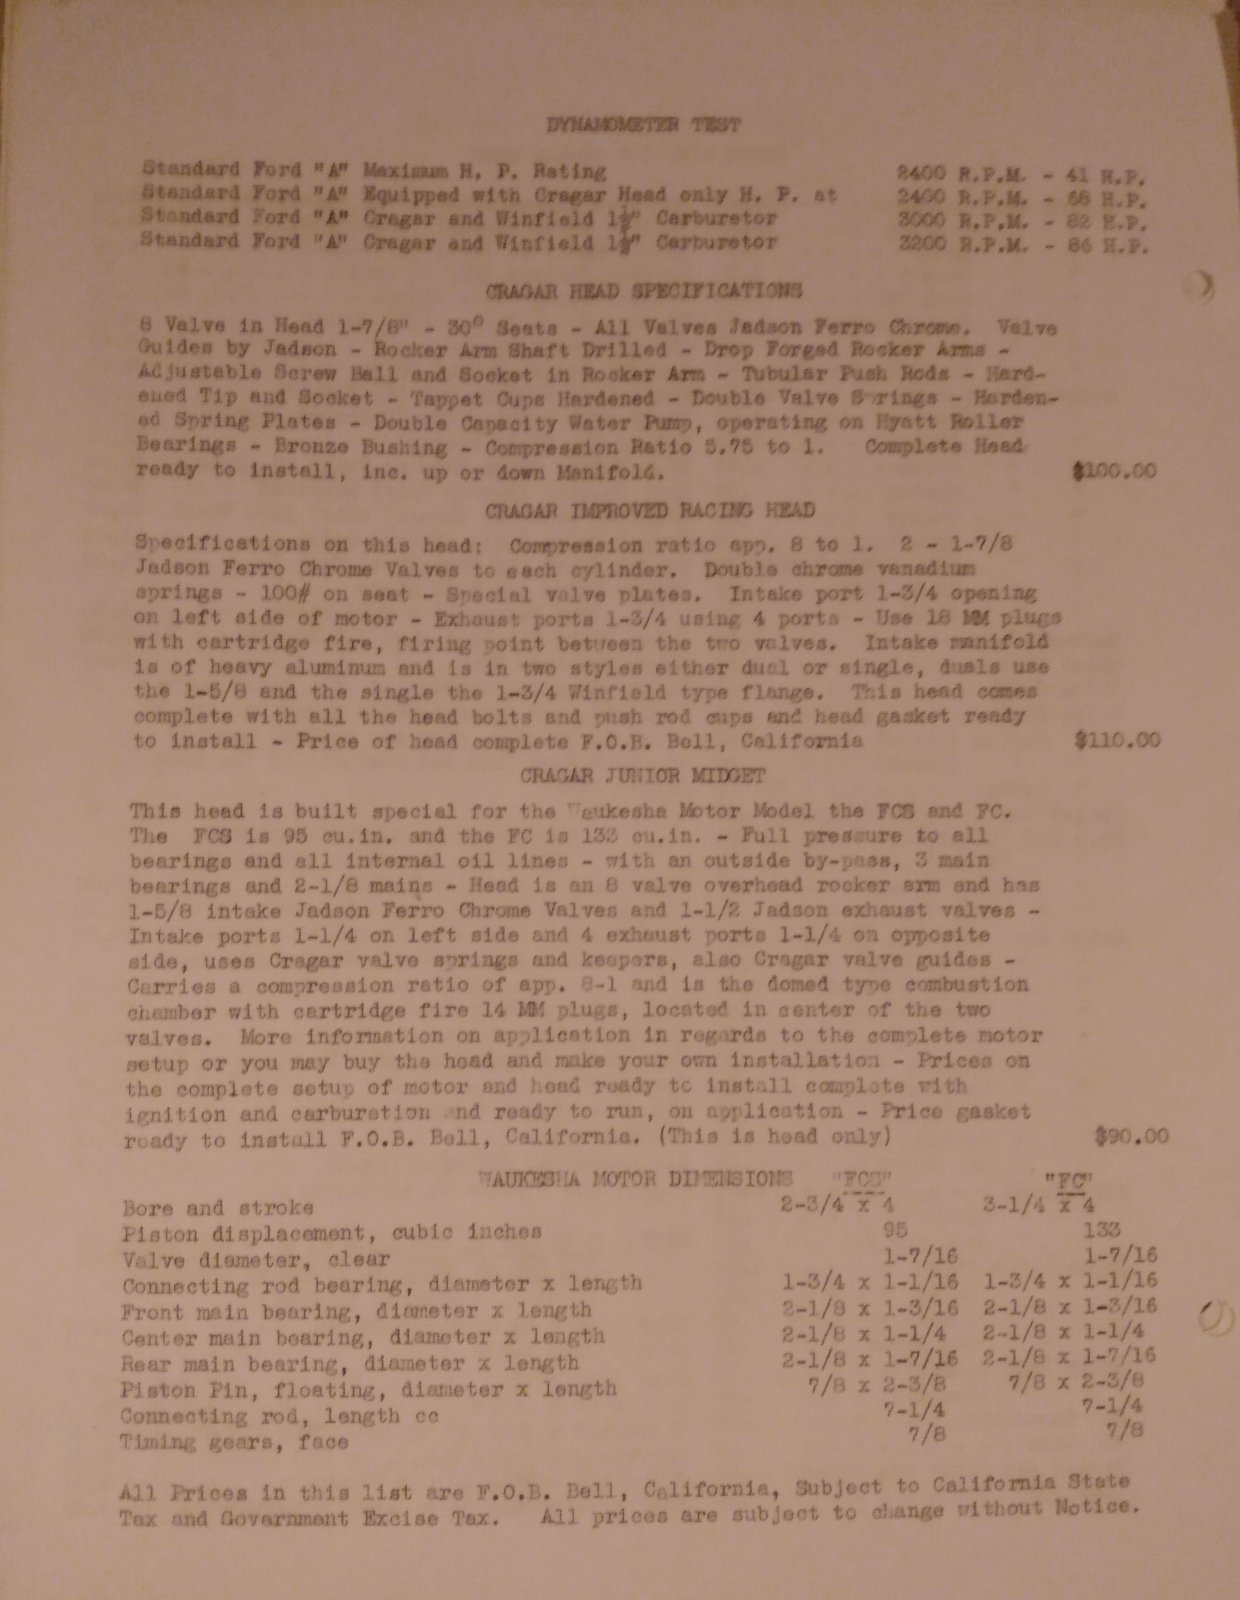 DYNAMOMETER TEST
Standard Ford "A" Maximum H. P. Rating 2400 R.P.M. - 41 H.P.
Standard Ford "A" Equipped with Cragar Head only H. P. at 2400 R.P.M. - 68 H.P.
Standard Ford "A" Cragar and Winfield 1½" Carburetor 3000 R.P.M. - 82 H.P.
Standard Ford "A" Cragar and Winfield 1½" Carburetor 3200 R.P.M. - 86 H.P.
CRAGAR HEAD SPECIFICATIONS
8 Valve in Head 1-7/8" - 30° Seats - All Valves Jadson Ferro Chrome. Valve
Guides by Jadson - Rocker Arm Shaft Drilled - Drop Forged Rocker Arms -
Adjustable Screw Ball and Socket in Rocker Arm - Tubular Push Rods - Hard-
ened Tip and Socket - Tappet Cups Hardened - Double Valve Springs - Harden-
ed Spring Plates - Double Capacity Water Pump, operating on Hyatt Roller
Bearings - Bronze Bushing - Compression Ratio 5.75 to 1. Complete Head
ready to install, inc. up or down Manifold. $100.00
CRAGAR IMPROVED RACING HEAD
Specifications on this head: Compression ratio app. 8 to 1. 2 - 1-7/8
Jadson Ferro Chrome Valves to each cylinder. Double chrome vanadium
springs - 100# on seat - Special valve plates. Intake port 1-3/4 opening
on left side of motor - Exhaust ports 1-3/4 using 4 ports - Use 18 MM plugs
with cartridge fire, firing point between the two valves. Intake manifold
is of heavy aluminum and is in two styles either dual or single, duals use
the 1-5/8 and the single the 1-3/4 Winfield type flange. This head comes
complete with all the head bolts and push rod cups and head gasket ready
to install - Price of head complete F.O.B. Bell, California $110.00
CRAGAR JUNIOR MIDGET
This head is built special for the Waukesha Motor Model the FCS and FC.
The FCS is 95 cu.in. and the FC is 133 cu.in. - Full pressure to all
bearings and all internal oil lines - with an outside by-pass, 3 main
bearings and 2-1/8 mains - Head is an 8 valve overhead rocker arm and has
1-5/8 intake Jadson Ferro Chrome Valves and 1-1/2 Jadson exhaust valves -
Intake ports 1-1/4 on left side and 4 exhaust ports 1-1/4 on opposite
side, uses Cragar valve springs and keepers, also Cragar valve guides -
Carries a compression ratio of app. 8-1 and is the domed type combustion
chamber with cartridge fire 14 MM plugs, located in center of the two
valves. More information on application in regards to the complete motor
setup or you may buy the head and make your own installation - Prices on
the complete setup of motor and head ready to install complete with
ignition and carburetion and ready to run, on application - Price gasket
ready to install F.O.B. Bell, California. (This is head only) $90.00
WAUKESHA MOTOR DIMENSIONS "FCS" "FC"
Bore and stroke 2-3/4 x 4 3-1/4 x 4
Piston displacement, cubic inches 95 133
Valve diameter, clear 1-7/16 1-7/16
Connecting rod bearing, diameter x length 1-3/4 x 1-1/16 1-3/4 x 1-1/16
Front main bearing, diameter x length 2-1/8 x 1-3/16 2-1/8 x 1-3/16
Center main bearing, diameter x length 2-1/8 x 1-1/4 2-1/8 x 1-1/4
Rear main bearing, diameter x length 2-1/8 x 1-7/16 2-1/8 x 1-7/16
Piston Pin, floating, diameter x length 7/8 x 2-3/8 7/8 x 2-3/8
Connecting rod, length cc 7-1/4 7-1/4
Timing gears, face 7/8 7/8
All Prices in this list are F.O.B. Bell, California, Subject to California State
Tax and Government Excise Tax. All prices are subject to change without Notice.